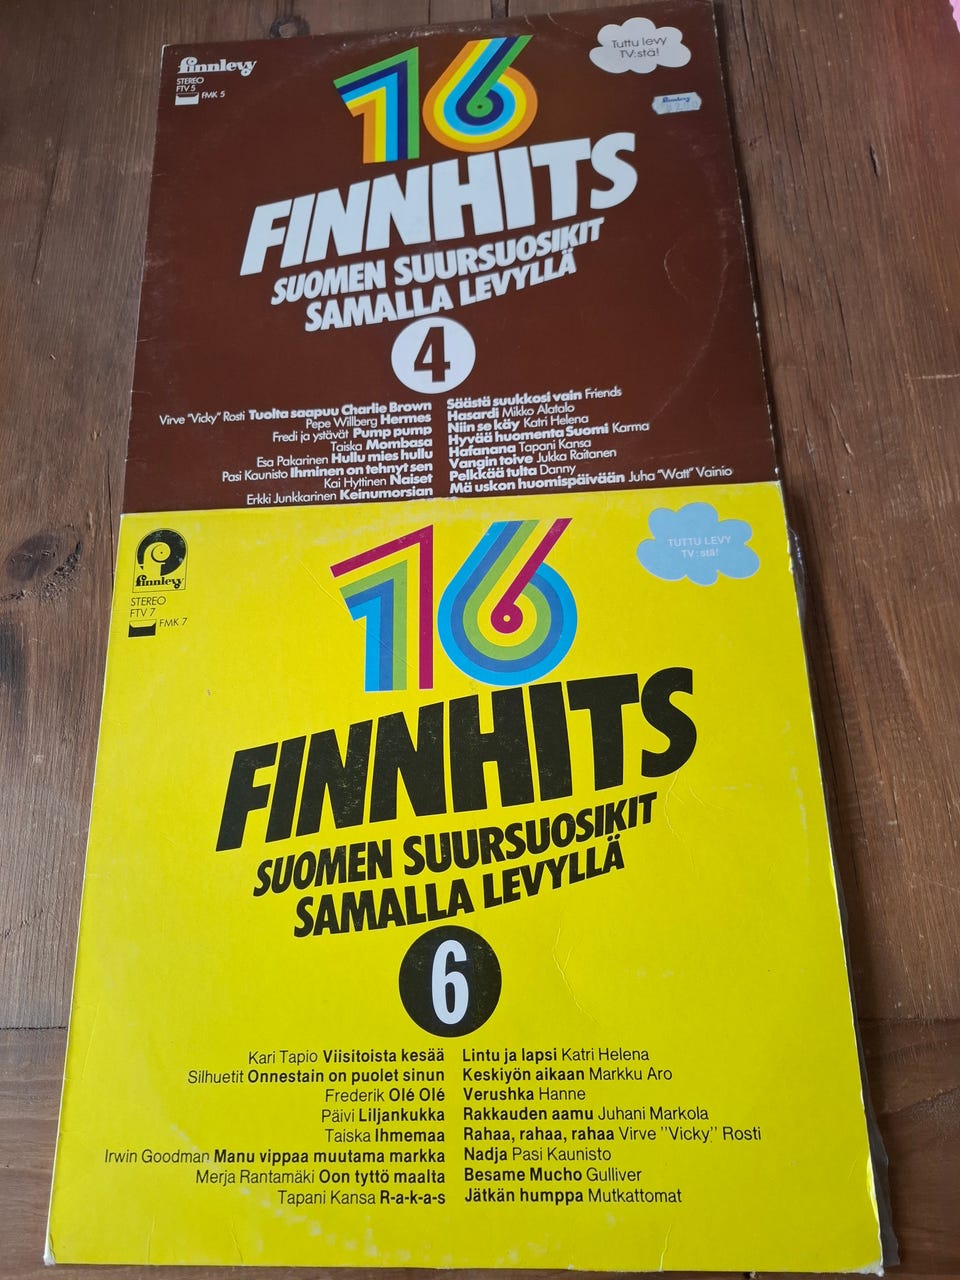 finnlevy
STEREO
FTV 5
FMK 5
Tuttu levy
TV:stä!
16
FINNHITS
SUOMEN SUURSUOSIKIT
SAMALLA LEVYLLÄ
4
Virve "Vicky" Rosti Tuolta saapuu Charlie Brown
Pepe Willberg Hermes
Fredi ja ystävät Pump pump
Taiska Mombasa
Esa Pakarinen Hullu mies hullu
Pasi Kaunisto Ihminen on tehnyt sen
Kai Hyttinen Naiset
Erkki Junkkarinen Keinumorsian
Säästä suukkosi vain Friends
Hasardi Mikko Alatalo
Niin se käy Katri Helena
Hyvää huomenta Suomi Karma
Hafanana Tapani Kansa
Vangin toive Jukka Raitanen
Pelkkää tulta Danny
Mä uskon huomispäivään Juha "Watt" Vainio
finnlevy
STEREO
FTV 7
FMK 7
TUTTU LEVY
TV:stä!
16
FINNHITS
SUOMEN SUURSUOSIKIT
SAMALLA LEVYLLÄ
6
Kari Tapio Viisitoista kesää
Silhuetit Onnestain on puolet sinun
Frederik Olé Olé
Päivi Liljankukka
Taiska Ihmemaa
Irwin Goodman Manu vippaa muutama markka
Merja Rantamäki Oon tyttö maalta
Tapani Kansa R-a-k-a-s
Lintu ja lapsi Katri Helena
Keskiyön aikaan Markku Aro
Verushka Hanne
Rakkauden aamu Juhani Markola
Rahaa, rahaa, rahaa Virve "Vicky" Rosti
Nadja Pasi Kaunisto
Besame Mucho Gulliver
Jätkän humppa Mutkattomat